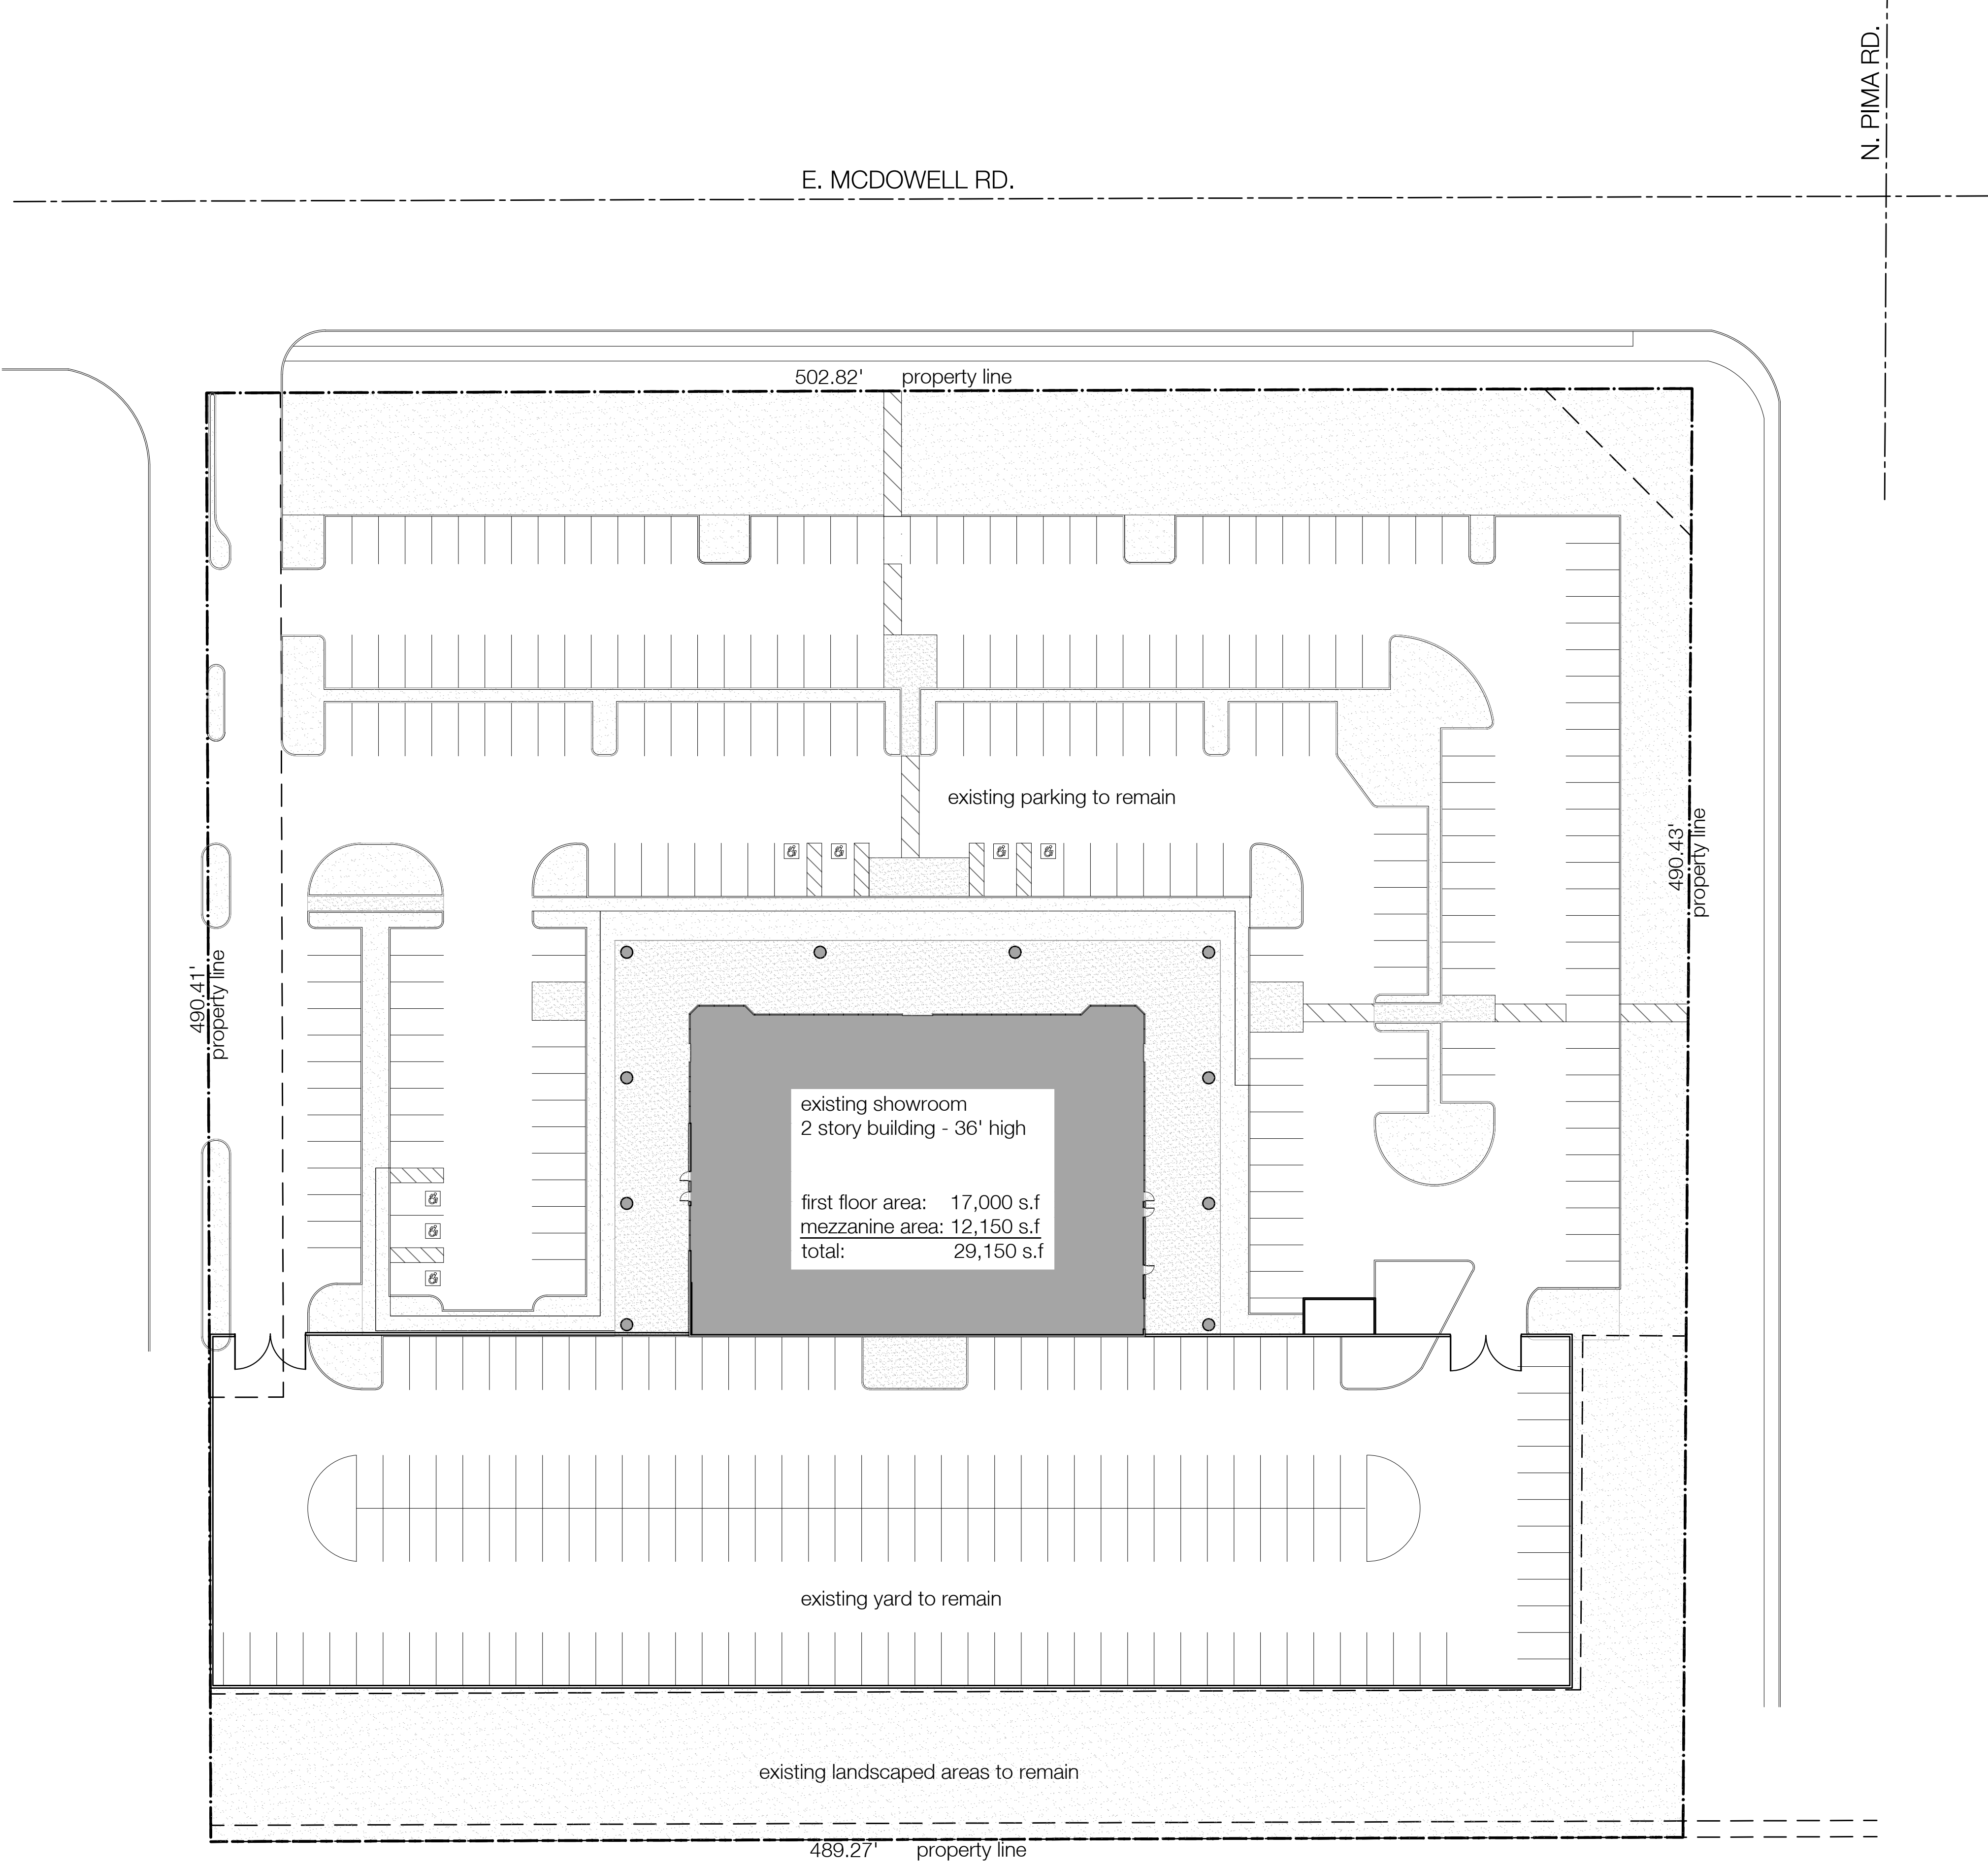 N. PIMA RD.
E. MCDOWELL RD.
502.82' property line
existing parking to remain
490.43'
property line
490.41'
property line
existing showroom
2 story building - 36' high
first floor area: 17,000 s.f
mezzanine area: 12,150 s.f
total: 29,150 s.f
existing yard to remain
existing landscaped areas to remain
489.27' property line